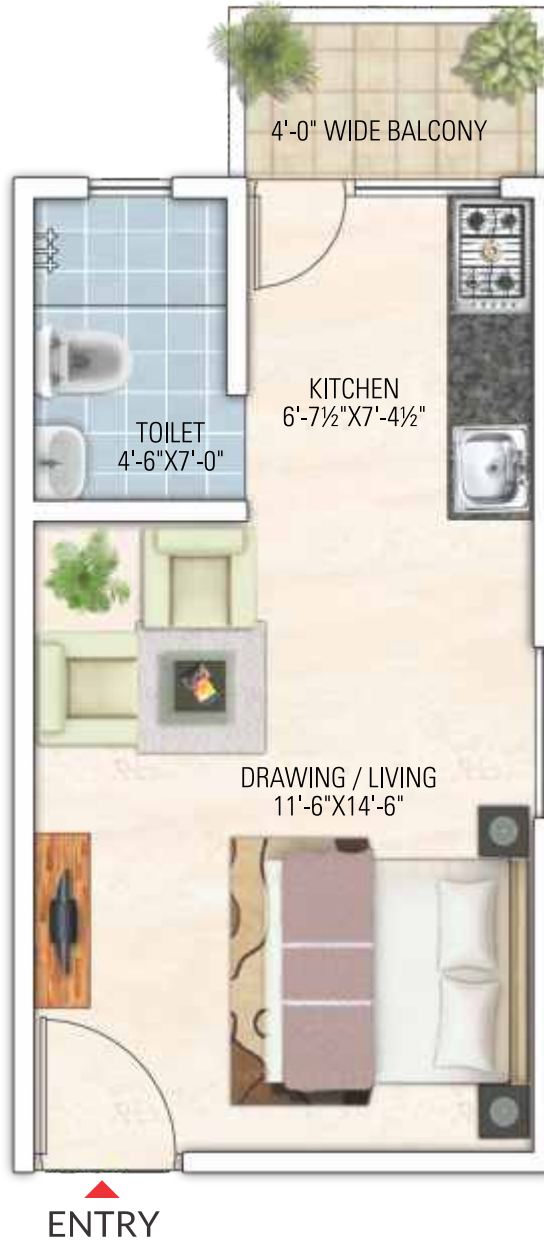 4'-0" WIDE BALCONY
KITCHEN
6'-7½"X7'-4½"
TOILET
4'-6"X7'-0"
DRAWING / LIVING
11'-6"X14'-6"
ENTRY